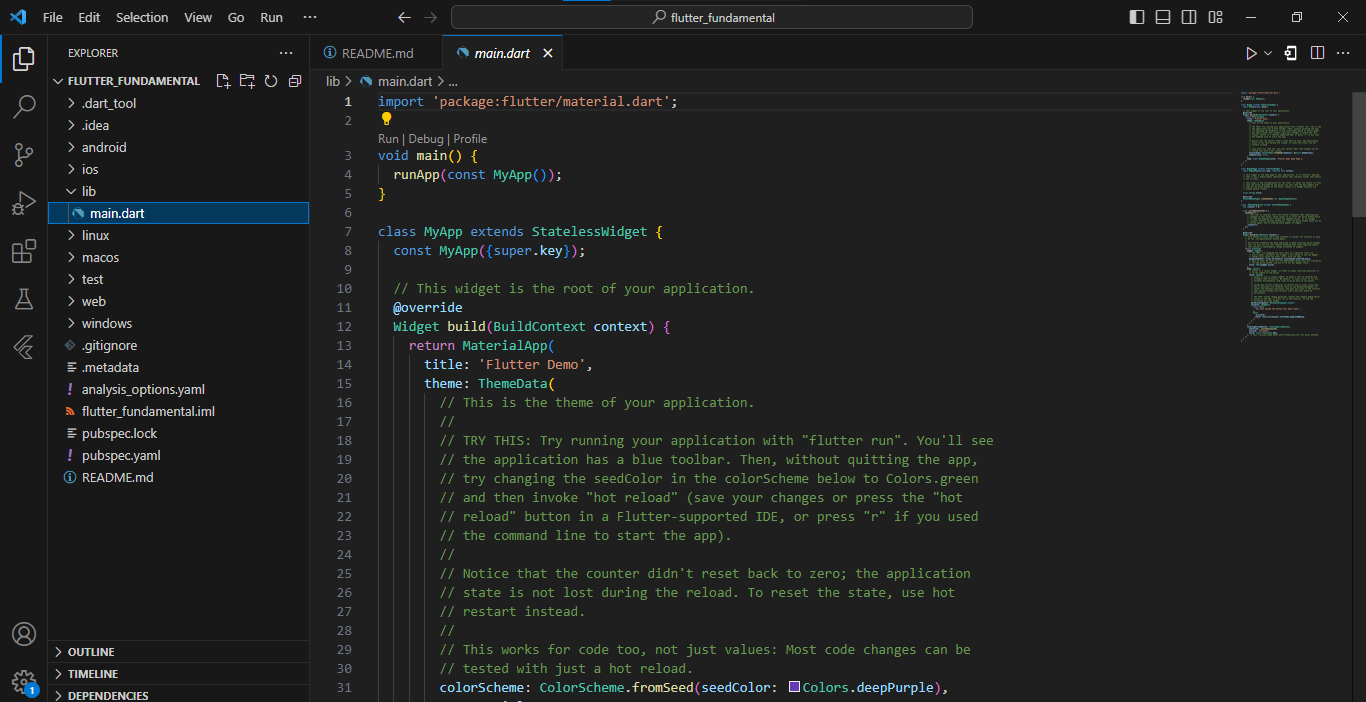 File Edit Selection View Go Run ··· flutter_fundamental
EXPLORER ···
FLUTTER_FUNDAMENTAL
.dart_tool
.idea
android
ios
lib
main.dart
linux
macos
test
web
windows
.gitignore
.metadata
! analysis_options.yaml
flutter_fundamental.iml
pubspec.lock
! pubspec.yaml
README.md
OUTLINE
TIMELINE
DEPENDENCIES
1
README.md main.dart
lib > main.dart > ...
1 import 'package:flutter/material.dart';
2
Run | Debug | Profile
3 void main() {
4 runApp(const MyApp());
5 }
6
7 class MyApp extends StatelessWidget {
8 const MyApp({super.key});
9
10 // This widget is the root of your application.
11 @override
12 Widget build(BuildContext context) {
13 return MaterialApp(
14 title: 'Flutter Demo',
15 theme: ThemeData(
16 // This is the theme of your application.
17 //
18 // TRY THIS: Try running your application with "flutter run". You'll see
19 // the application has a blue toolbar. Then, without quitting the app,
20 // try changing the seedColor in the colorScheme below to Colors.green
21 // and then invoke "hot reload" (save your changes or press the "hot
22 // reload" button in a Flutter-supported IDE, or press "r" if you used
23 // the command line to start the app).
24 //
25 // Notice that the counter didn't reset back to zero; the application
26 // state is not lost during the reload. To reset the state, use hot
27 // restart instead.
28 //
29 // This works for code too, not just values: Most code changes can be
30 // tested with just a hot reload.
31 colorScheme: ColorScheme.fromSeed(seedColor: Colors.deepPurple),